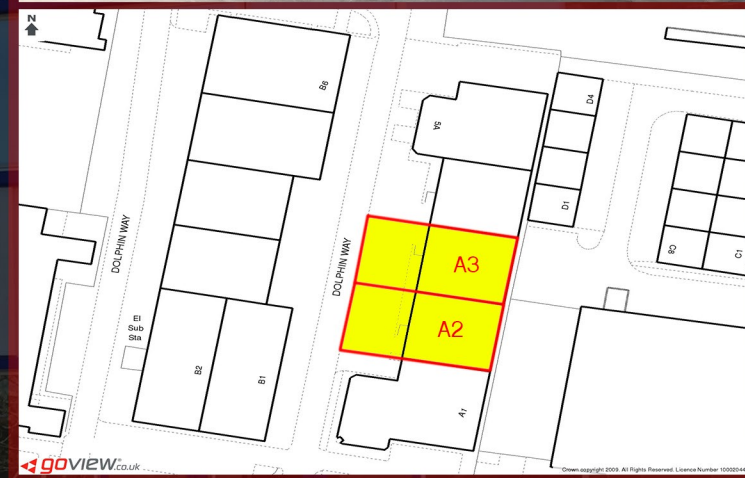 N
B6
5A
D4
D1
C8
C1
DOLPHIN WAY
DOLPHIN WAY
A3
A2
El
Sub
Sta
B2
B1
A1
goview.co.uk
Crown copyright 2009. All Rights Reserved. Licence Number 10002044